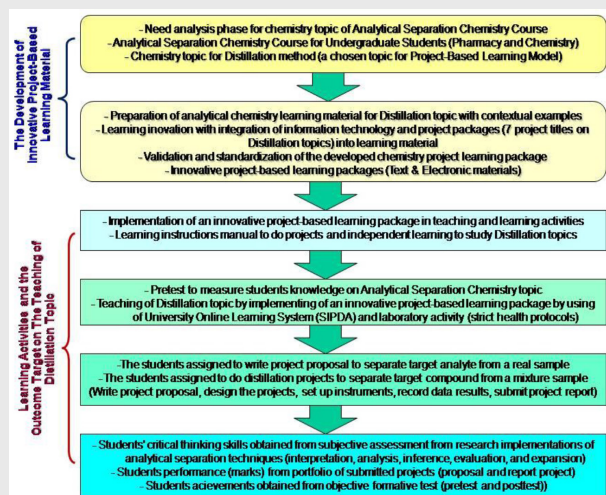 The Development of
Innovative Project-Based
Learning Material
- Need analysis phase for chemistry topic of Analytical Separation Chemistry Course
- Analytical Separation Chemistry Course for Undergraduate Students (Pharmacy and Chemistry)
- Chemistry topic for Distillation method (a chosen topic for Project-Based Learning Model)
- Preparation of analytical chemistry learning material for Distillation topic with contextual examples
- Learning inovation with integration of information technology and project packages (7 project titles on
Distillation topics) into learning material
- Validation and standardization of the developed chemistry project learning package
- Innovative project-based learning packages (Text & Electronic materials)
Learning Activities and the
Outcome Target on The Teaching of
Distillation Topic
- Implementation of an innovative project-based learning package in teaching and learning activities
- Learning instructions manual to do projects and independent learning to study Distillation topics
- Pretest to measure students knowledge on Analytical Separation Chemistry topic
- Teaching of Distillation topic by implementing of an innovative project-based learning package by using
of University Online Learning System (SIPDA) and laboratory activity (strict health protocols)
- The students assigned to write project proposal to separate target analyte from a real sample
- The students assigned to do distillation projects to separate target compound from a mixture sample
(Write project proposal, design the projects, set up instruments, record data results, submit project report)
- Students' critical thinking skills obtained from subjective assessment from research implementations of
analytical separation techniques (interpretation, analysis, inference, evaluation, and expansion)
- Students performance (marks) from portfolio of submitted projects (proposal and report project)
- Students acievements obtained from objective formative test (pretest and posttest))